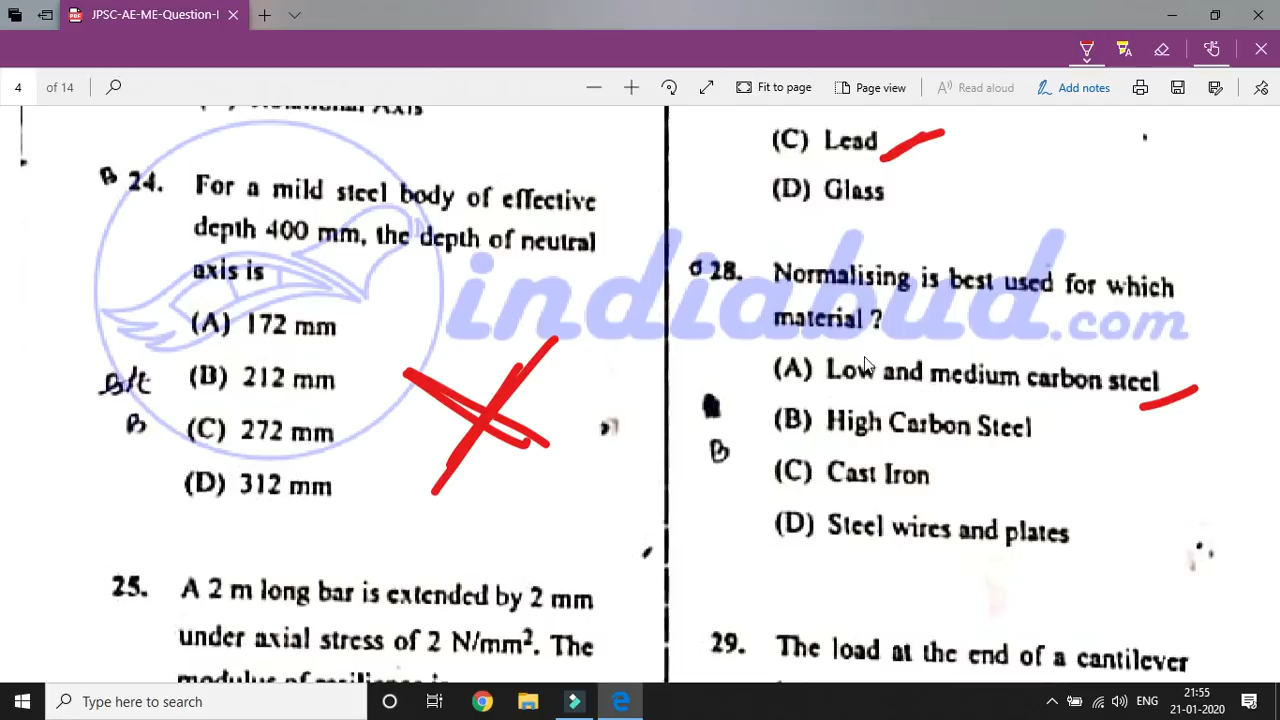 JPSC-AE-ME-Question-I
4 of 14
Fit to page
Page view
Read aloud
Add notes
Axis
B 24. For a mild steel body of effective
depth 400 mm, the depth of neutral
axis is
(A) 172 mm
(B) 212 mm
B (C) 272 mm
(D) 312 mm
25. A 2 m long bar is extended by 2 mm
under axial stress of 2 N/mm². The
modulus of resilience is
(C) Lead
(D) Glass
28. Normalising is best used for which
material ?
(A) Low and medium carbon steel
(B) High Carbon Steel
B
(C) Cast Iron
(D) Steel wires and plates
29. The load at the end of a cantilever
indiabud.com
Type here to search
ENG
21:55
21-01-2020